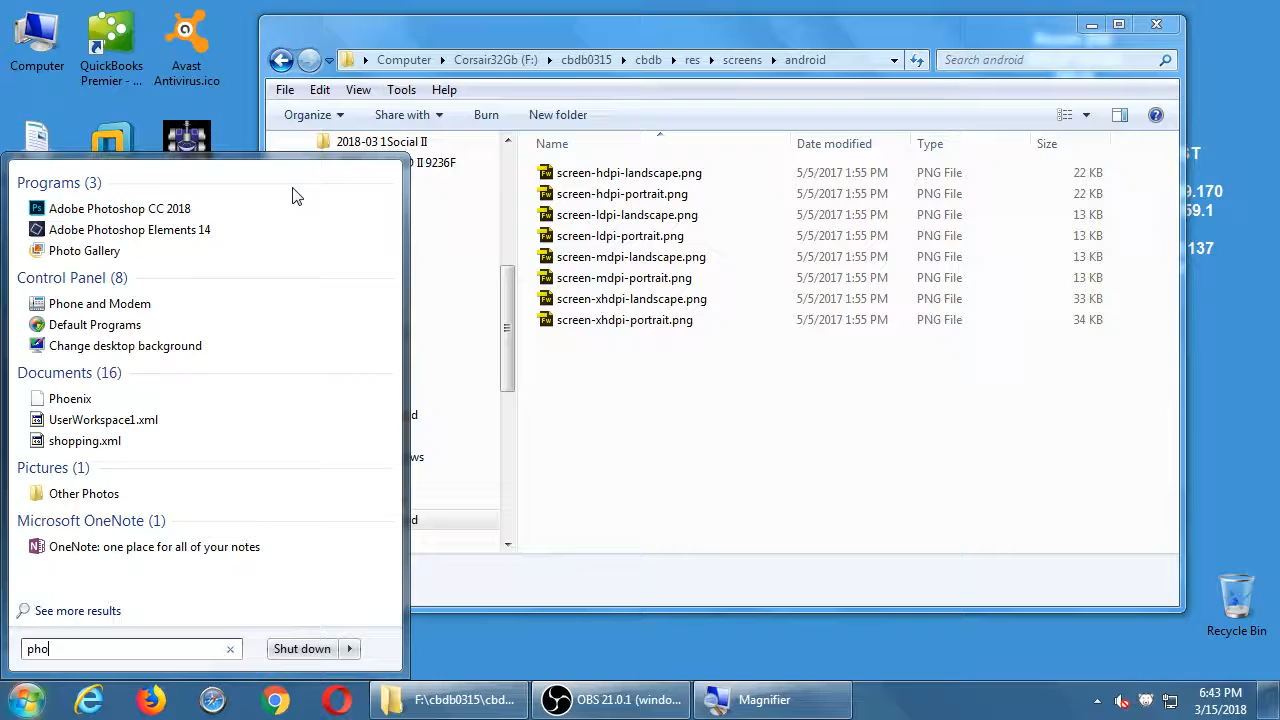 Computer
QuickBooks
Premier - ...
Avast
Antivirus.ico
Computer Corsair32Gb (F:) cbdb0315 cbdb res screens android
Search android
File Edit View Tools Help
Organize Share with Burn New folder
2018-03 1Social II
II 9236F
Name Date modified Type Size
screen-hdpi-landscape.png 5/5/2017 1:55 PM PNG File 22 KB
screen-hdpi-portrait.png 5/5/2017 1:55 PM PNG File 22 KB
screen-ldpi-landscape.png 5/5/2017 1:55 PM PNG File 13 KB
screen-ldpi-portrait.png 5/5/2017 1:55 PM PNG File 13 KB
screen-mdpi-landscape.png 5/5/2017 1:55 PM PNG File 13 KB
screen-mdpi-portrait.png 5/5/2017 1:55 PM PNG File 13 KB
screen-xhdpi-landscape.png 5/5/2017 1:55 PM PNG File 33 KB
screen-xhdpi-portrait.png 5/5/2017 1:55 PM PNG File 34 KB
Programs (3)
Adobe Photoshop CC 2018
Adobe Photoshop Elements 14
Photo Gallery
Control Panel (8)
Phone and Modem
Default Programs
Change desktop background
Documents (16)
Phoenix
UserWorkspace1.xml
shopping.xml
Pictures (1)
Other Photos
Microsoft OneNote (1)
OneNote: one place for all of your notes
See more results
pho
Shut down
ST
9.170
59.1
137
Recycle Bin
F:\cbdb0315\cbd...
OBS 21.0.1 (windo...
Magnifier
6:43 PM
3/15/2018